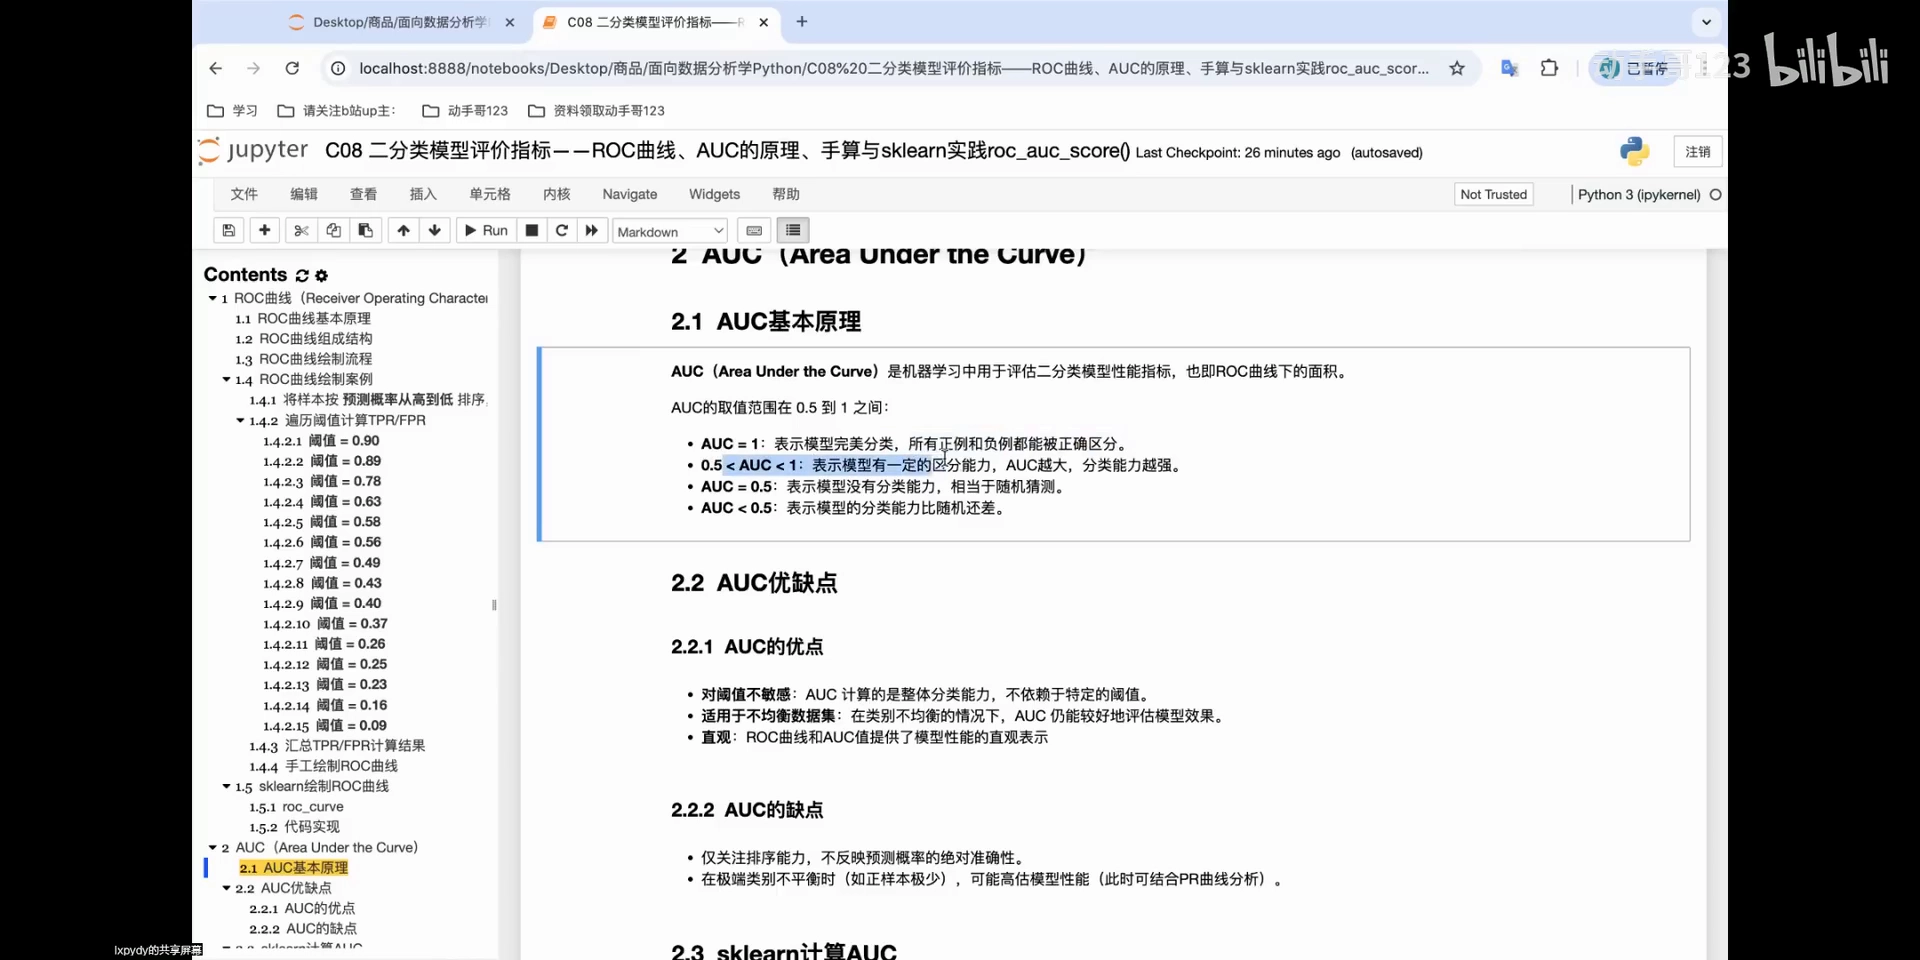 Desktop/商品/面向数据分析学
C08 二分类模型评价指标——R
localhost:8888/notebooks/Desktop/商品/面向数据分析学Python/C08%20二分类模型评价指标——ROC曲线、AUC的原理、手算与sklearn实践roc_auc_scor...
已暂停
123
bilibili
学习
请关注b站up主:
动手哥123
资料领取动手哥123
jupyter
C08 二分类模型评价指标——ROC曲线、AUC的原理、手算与sklearn实践roc_auc_score() Last Checkpoint: 26 minutes ago (autosaved)
注销
文件 编辑 查看 插入 单元格 内核 Navigate Widgets 帮助
Not Trusted
Python 3 (ipykernel)
Run
Markdown
Contents
1 ROC曲线（Receiver Operating Character
1.1 ROC曲线基本原理
1.2 ROC曲线组成结构
1.3 ROC曲线绘制流程
1.4 ROC曲线绘制案例
1.4.1 将样本按 预测概率从高到低 排序,
1.4.2 遍历阈值计算TPR/FPR
1.4.2.1 阈值 = 0.90
1.4.2.2 阈值 = 0.89
1.4.2.3 阈值 = 0.78
1.4.2.4 阈值 = 0.63
1.4.2.5 阈值 = 0.58
1.4.2.6 阈值 = 0.56
1.4.2.7 阈值 = 0.49
1.4.2.8 阈值 = 0.43
1.4.2.9 阈值 = 0.40
1.4.2.10 阈值 = 0.37
1.4.2.11 阈值 = 0.26
1.4.2.12 阈值 = 0.25
1.4.2.13 阈值 = 0.23
1.4.2.14 阈值 = 0.16
1.4.2.15 阈值 = 0.09
1.4.3 汇总TPR/FPR计算结果
1.4.4 手工绘制ROC曲线
1.5 sklearn绘制ROC曲线
1.5.1 roc_curve
1.5.2 代码实现
2 AUC（Area Under the Curve）
2.1 AUC基本原理
2.2 AUC优缺点
2.2.1 AUC的优点
2.2.2 AUC的缺点
2.3 sklearn计算AUC
2 AUC（Area Under the Curve）
2.1 AUC基本原理
AUC（Area Under the Curve）是机器学习中用于评估二分类模型性能指标，也即ROC曲线下的面积。
AUC的取值范围在 0.5 到 1 之间：
• AUC = 1：表示模型完美分类，所有正例和负例都能被正确区分。
• 0.5 < AUC < 1：表示模型有一定的区分能力，AUC越大，分类能力越强。
• AUC = 0.5：表示模型没有分类能力，相当于随机猜测。
• AUC < 0.5：表示模型的分类能力比随机还差。
2.2 AUC优缺点
2.2.1 AUC的优点
• 对阈值不敏感：AUC 计算的是整体分类能力，不依赖于特定的阈值。
• 适用于不均衡数据集：在类别不均衡的情况下，AUC 仍能较好地评估模型效果。
• 直观：ROC曲线和AUC值提供了模型性能的直观表示
2.2.2 AUC的缺点
• 仅关注排序能力，不反映预测概率的绝对准确性。
• 在极端类别不平衡时（如正样本极少），可能高估模型性能（此时可结合PR曲线分析）。
2.3 sklearn计算AUC
lxpydy的共享屏幕